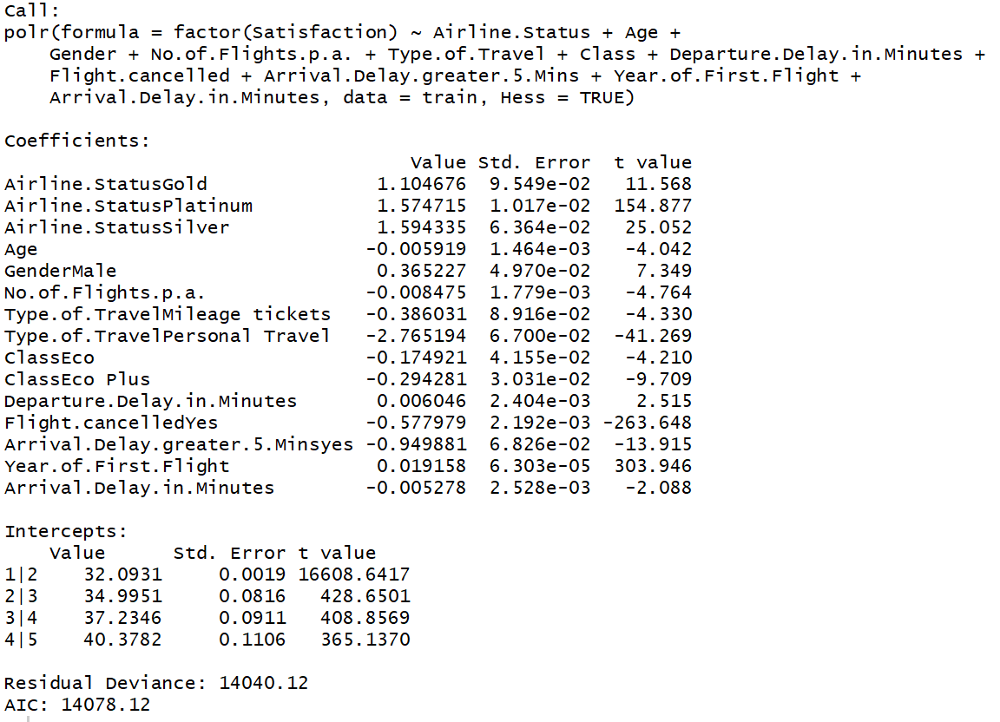 Call:
polr(formula = factor(Satisfaction) ~ Airline.Status + Age +
    Gender + No.of.Flights.p.a. + Type.of.Travel + Class + Departure.Delay.in.Minutes +
    Flight.cancelled + Arrival.Delay.greater.5.Mins + Year.of.First.Flight +
    Arrival.Delay.in.Minutes, data = train, Hess = TRUE)

Coefficients:
                                    Value Std. Error  t value
Airline.StatusGold               1.104676  9.549e-02   11.568
Airline.StatusPlatinum           1.574715  1.017e-02  154.877
Airline.StatusSilver             1.594335  6.364e-02   25.052
Age                             -0.005919  1.464e-03   -4.042
GenderMale                       0.365227  4.970e-02    7.349
No.of.Flights.p.a.              -0.008475  1.779e-03   -4.764
Type.of.TravelMileage tickets   -0.386031  8.916e-02   -4.330
Type.of.TravelPersonal Travel   -2.765194  6.700e-02  -41.269
ClassEco                        -0.174921  4.155e-02   -4.210
ClassEco Plus                   -0.294281  3.031e-02   -9.709
Departure.Delay.in.Minutes       0.006046  2.404e-03    2.515
Flight.cancelledYes             -0.577979  2.192e-03 -263.648
Arrival.Delay.greater.5.Minsyes -0.949881  6.826e-02  -13.915
Year.of.First.Flight             0.019158  6.303e-05  303.946
Arrival.Delay.in.Minutes        -0.005278  2.528e-03   -2.088

Intercepts:
    Value      Std. Error t value
1|2    32.0931     0.0019 16608.6417
2|3    34.9951     0.0816   428.6501
3|4    37.2346     0.0911   408.8569
4|5    40.3782     0.1106   365.1370

Residual Deviance: 14040.12
AIC: 14078.12